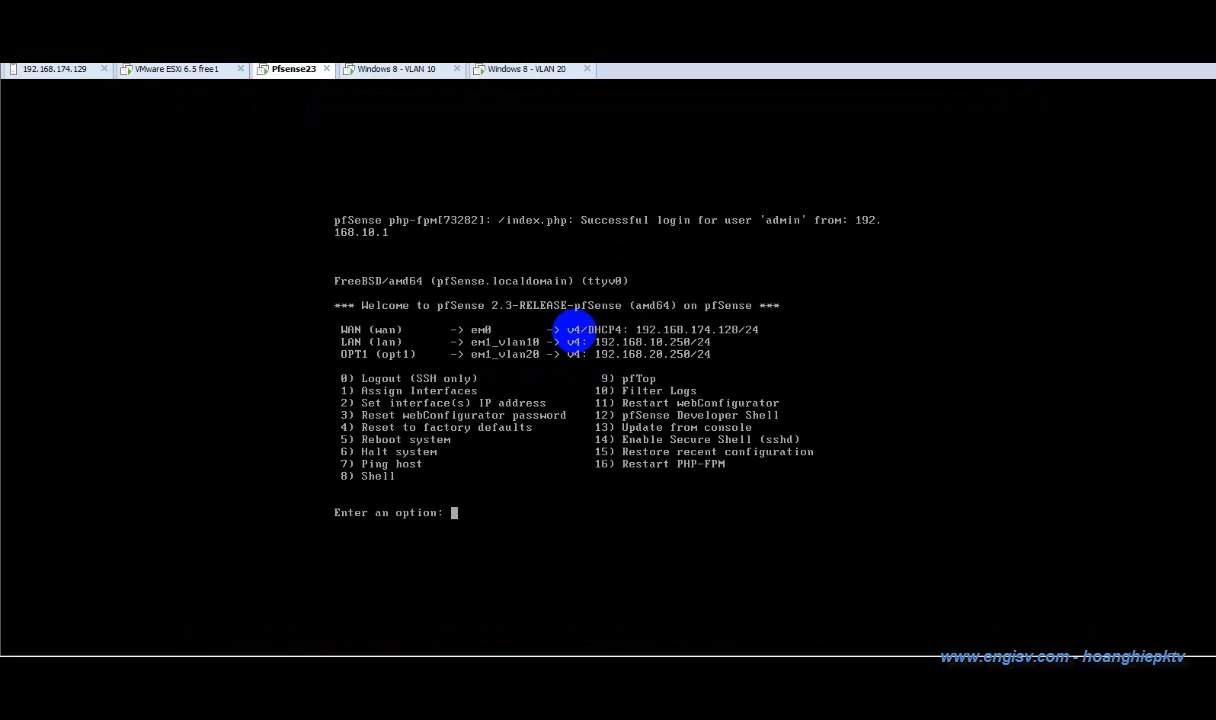 192.168.174.129 VMware ESXi 6.5 free1 Pfsense23 Windows 8 - VLAN 10 Windows 8 - VLAN 20
pfSense php-fpm[73282]: /index.php: Successful login for user 'admin' from: 192.
168.10.1
FreeBSD/amd64 (pfSense.localdomain) (ttyv0)
*** Welcome to pfSense 2.3-RELEASE-pfSense (amd64) on pfSense ***
WAN (wan) -> em0 -> v4/DHCP4: 192.168.174.128/24
LAN (lan) -> em1_vlan10 -> v4: 192.168.10.250/24
OPT1 (opt1) -> em1_vlan20 -> v4: 192.168.20.250/24
0) Logout (SSH only) 9) pfTop
1) Assign Interfaces 10) Filter Logs
2) Set interface(s) IP address 11) Restart webConfigurator
3) Reset webConfigurator password 12) pfSense Developer Shell
4) Reset to factory defaults 13) Update from console
5) Reboot system 14) Enable Secure Shell (sshd)
6) Halt system 15) Restore recent configuration
7) Ping host 16) Restart PHP-FPM
8) Shell
Enter an option:
www.engisv.com - hoanghiepktv